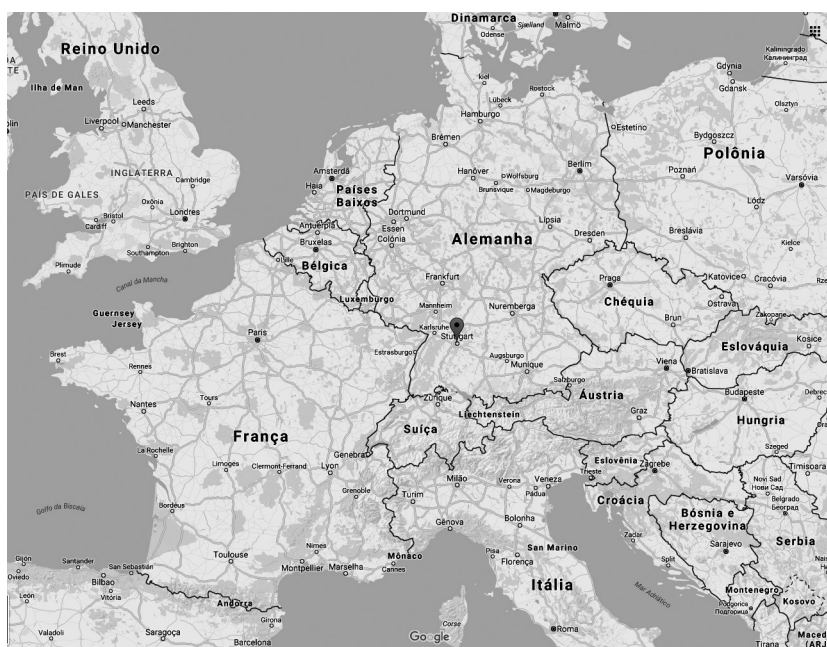 Dinamarca
Odense
Sjælland
Malmö
Reino Unido
Ilha de Man
Leeds
Liverpool
Manchester
INGLATERRA
Cambridge
PAÍS DE GALES
Oxônia
Bristol
Cardiff
Londres
Southampton
Brighton
Plimude
Canal da Mancha
Guernsey
Jersey
kiel
Rostock
Lübeck
Hamburgo
Brêmen
Kaliningrado
Калининград
Gdynia
Gdansk
Olsztyn
Estetino
Bydgoszcz
Polônia
Poznań
Varsóvia
Lódz
Breslávia
Kielce
Amsterdã
Haia
Países
Baixos
Hanôver
Wolfsburg
Brunsvique
Magdeburgo
Berlim
Antuérpia
Bruxelas
Lille
Bélgica
Luxemburgo
Dortmund
Essen
Colónia
Alemanha
Lípsia
Dresden
Frankfurt
Mannheim
Nuremberga
Karlsruhe
Stuttgart
Estrasburgo
Augsburgo
Munique
Praga
Chéquia
Katovice
Cracóvia
Ostrava
Brun
Zakopane
Eslováquia
Kosice
Paris
Brest
Rennes
Nantes
Tours
França
La Rochelle
Limoges
Clermont-Ferrand
Lyon
Genebra
Grenoble
Bordéus
Golfo da Biscaia
Toulouse
Nimes
Montpellier
Marselha
Mônaco
Cannes
Zurique
Liechtenstein
Suíça
Salzburgo
Áustria
Viena
Bratislava
Graz
Budapeste
Debrec
Hungria
Szeged
Eslovênia
Trieste
Zagrebe
Croácia
Turim
Milão
Verona
Veneza
Pádua
Gênova
Bolonha
Pisa
Florença
San Marino
Itália
Roma
Corse
Zadar
Split
Mar Adriático
Bósnia e
Herzegovina
Sarajevo
Timisoara
Novi Sad
Нови Сад
Belgrado
Београд
Serbia
Montenegro
Podgorica
Подгорица
Kosovo
Tirana
Maced
(ARJ
Gijón
Oviedo
Santander
Bilbao
San Sebastián
Vitória
León
Valladoli
Saragoça
Andorra
Girona
Barcelona
Google